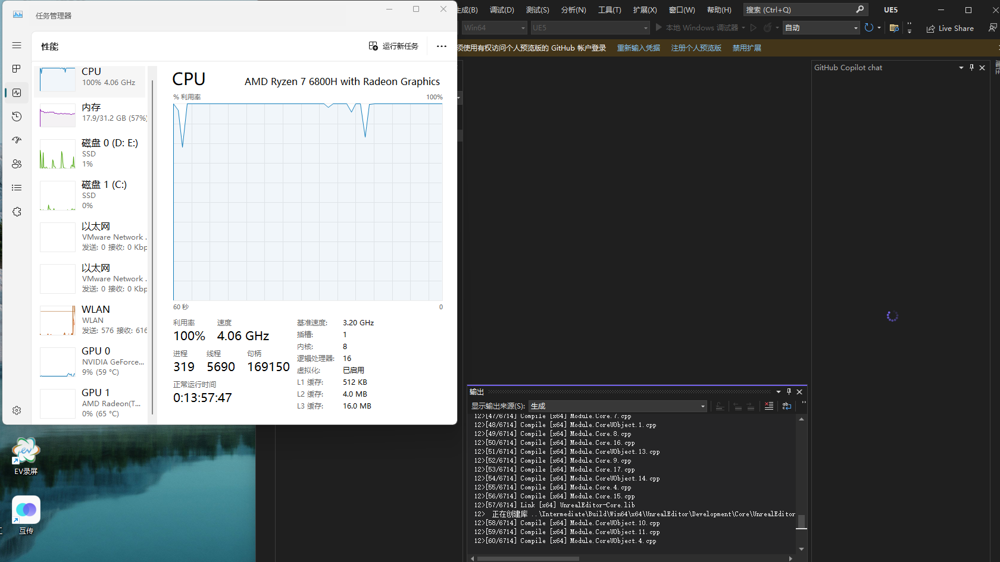 任务管理器
性能
运行新任务
CPU
100% 4.06 GHz
内存
17.9/31.2 GB (57%)
磁盘 0 (D: E:)
SSD
1%
磁盘 1 (C:)
SSD
0%
以太网
VMware Network .
发送: 0 接收: 0 Kbp
以太网
VMware Network .
发送: 0 接收: 0 Kbp
WLAN
WLAN
发送: 576 接收: 616
GPU 0
NVIDIA GeForce...
9% (59 °C)
GPU 1
AMD Radeon(T...
0% (65 °C)
CPU
AMD Ryzen 7 6800H with Radeon Graphics
% 利用率
100%
60 秒
0
利用率
速度
100%
4.06 GHz
进程
线程
句柄
319
5690
169150
正常运行时间
0:13:57:47
基准速度: 3.20 GHz
插槽: 1
内核: 8
逻辑处理器: 16
虚拟化: 已启用
L1 缓存: 512 KB
L2 缓存: 4.0 MB
L3 缓存: 16.0 MB
EV录屏
互传
生成(B) 调试(D) 测试(S) 分析(N) 工具(T) 扩展(X) 窗口(W) 帮助(H) 搜索 (Ctrl+Q) UE5
Win64 UE5 本地 Windows 调试器 自动 Live Share
须使用有权访问个人预览版的 GitHub 帐户登录 重新输入凭据 注册个人预览版 禁用扩展
GitHub Copilot chat
输出
显示输出来源(S): 生成
12>[47/6714] Compile [x64] Module.Core.7.cpp
12>[48/6714] Compile [x64] Module.CoreUObject.1.cpp
12>[49/6714] Compile [x64] Module.Core.8.cpp
12>[50/6714] Compile [x64] Module.Core.16.cpp
12>[51/6714] Compile [x64] Module.CoreUObject.13.cpp
12>[52/6714] Compile [x64] Module.Core.9.cpp
12>[53/6714] Compile [x64] Module.Core.17.cpp
12>[54/6714] Compile [x64] Module.CoreUObject.14.cpp
12>[55/6714] Compile [x64] Module.Core.4.cpp
12>[56/6714] Compile [x64] Module.Core.15.cpp
12>[57/6714] Link [x64] UnrealEditor-Core.lib
12> 正在创建库 ..\Intermediate\Build\Win64\x64\UnrealEditor\Development\Core\UnrealEditor
12>[58/6714] Compile [x64] Module.CoreUObject.10.cpp
12>[59/6714] Compile [x64] Module.CoreUObject.11.cpp
12>[60/6714] Compile [x64] Module.CoreUObject.4.cpp